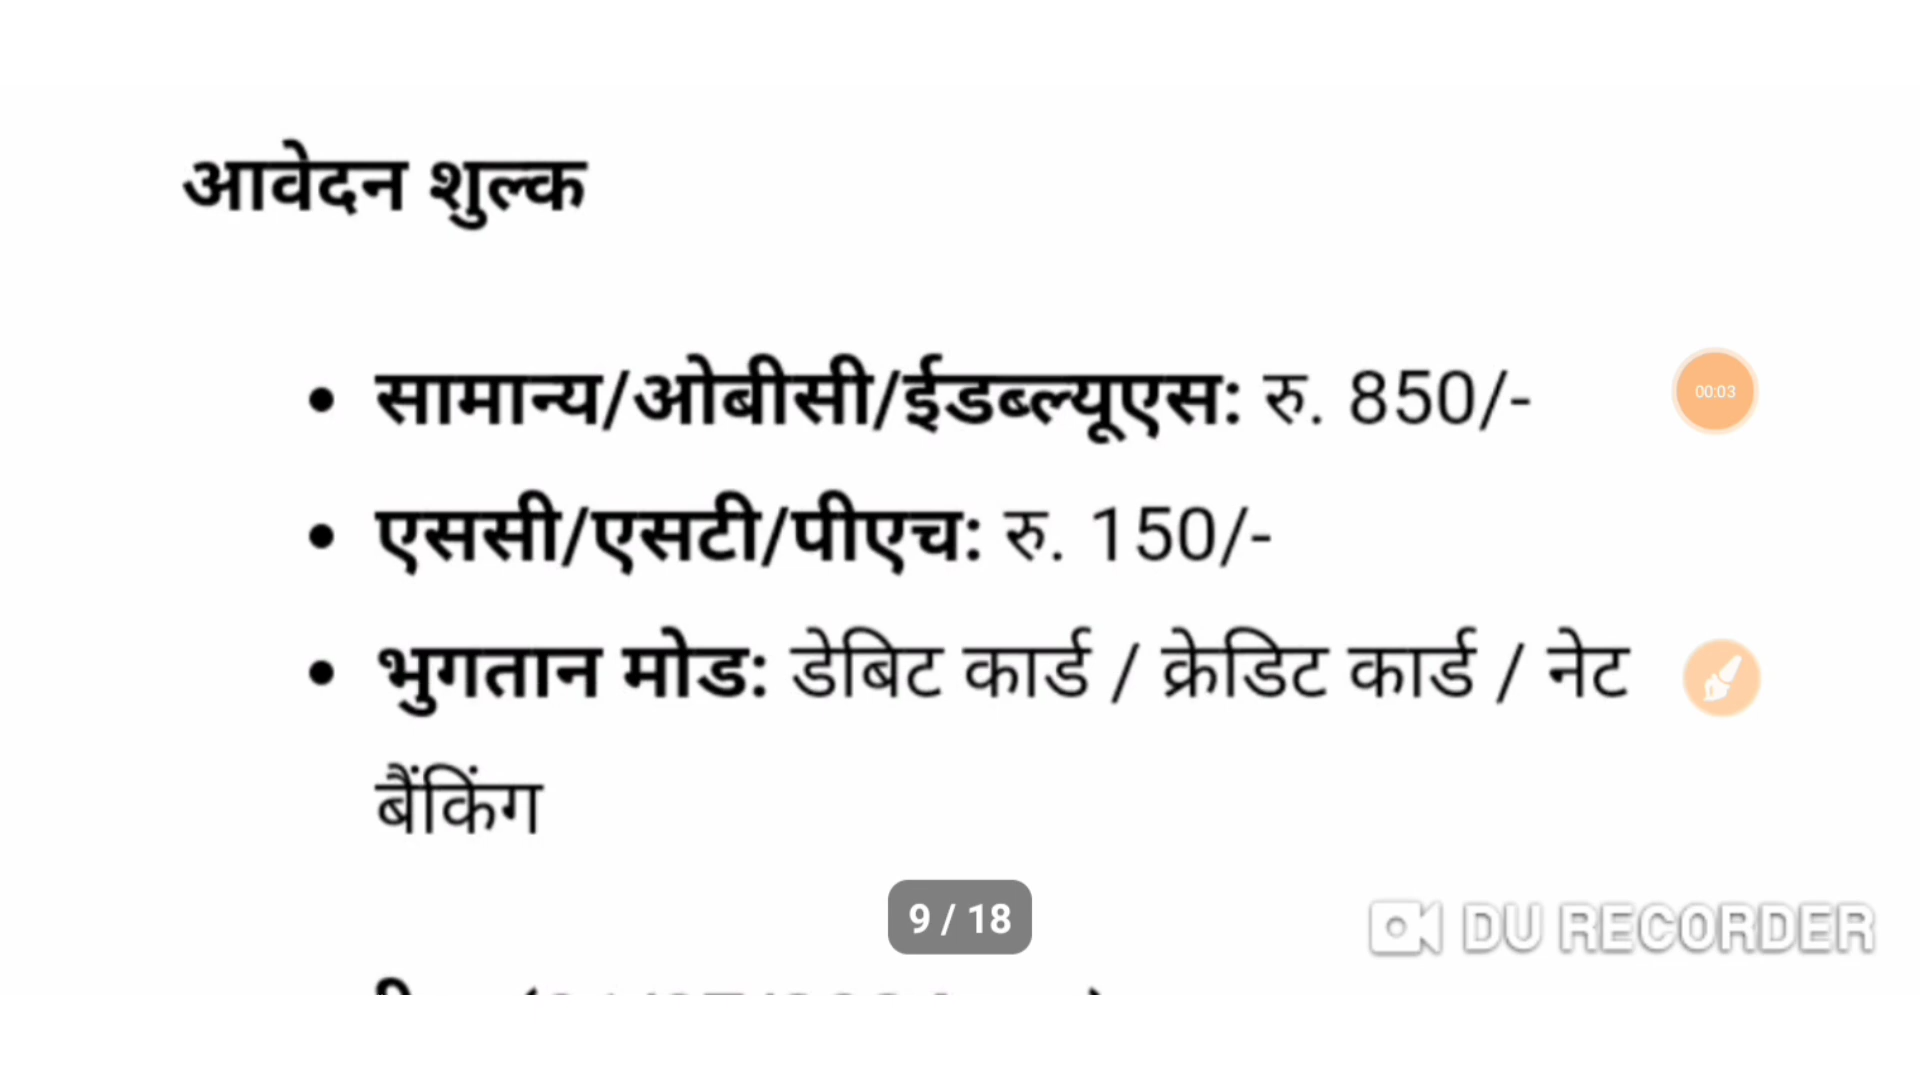 आवेदन शुल्क
• सामान्य/ओबीसी/ईडब्ल्यूएस: रु. 850/-
00:03
• एससी/एसटी/पीएच: रु. 150/-
• भुगतान मोड: डेबिट कार्ड / क्रेडिट कार्ड / नेट
बैंकिंग
9 / 18
DU RECORDER